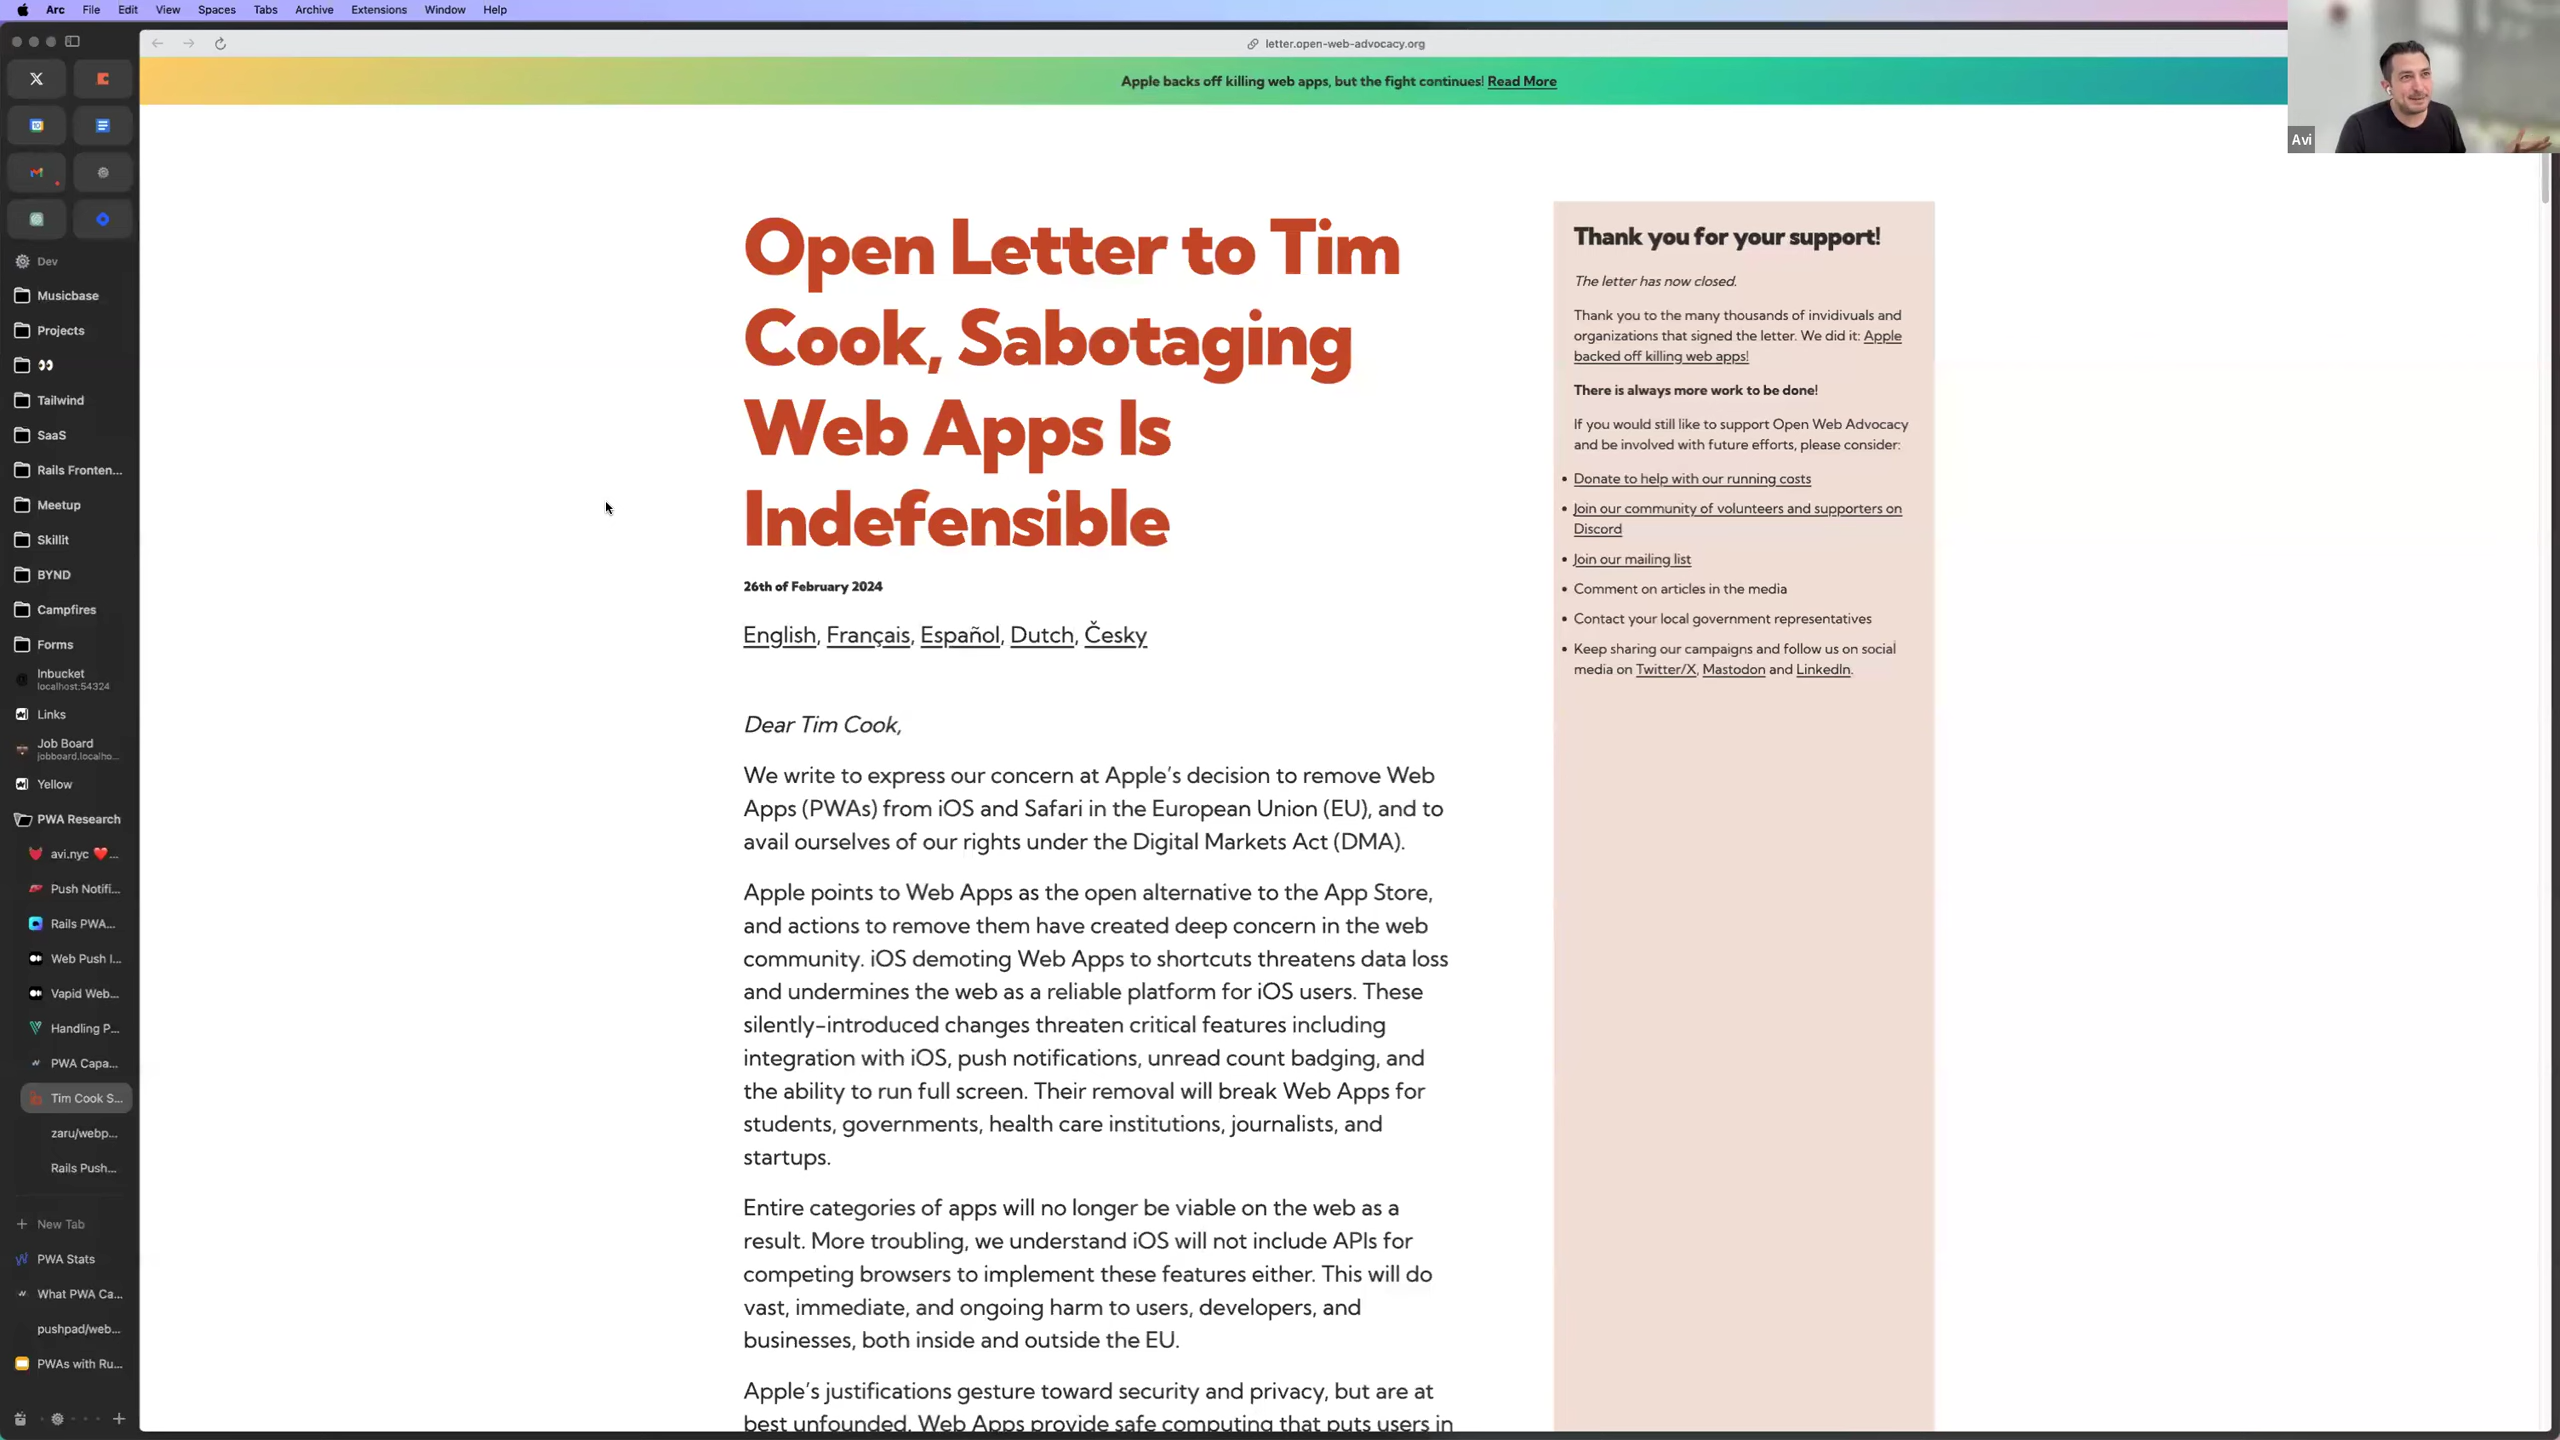 Arc File Edit View Spaces Tabs Archive Extensions Window Help
letter.open-web-advocacy.org
Apple backs off killing web apps, but the fight continues! Read More
Avi
Dev
Musicbase
Projects
Tailwind
SaaS
Rails Fronten...
Meetup
Skillit
BYND
Campfires
Forms
Inbucket
localhost:54324
Links
Job Board
jobboard.localho...
Yellow
PWA Research
avi.nyc ❤️...
Push Notifi...
Rails PWA...
Web Push I...
Vapid Web...
Handling P...
PWA Capa...
Tim Cook S...
zaru/webp...
Rails Push...
New Tab
PWA Stats
What PWA Ca...
pushpad/web...
PWAs with Ru...
Open Letter to Tim
Cook, Sabotaging
Web Apps Is
Indefensible
26th of February 2024
English, Français, Español, Dutch, Česky
Dear Tim Cook,
We write to express our concern at Apple's decision to remove Web
Apps (PWAs) from iOS and Safari in the European Union (EU), and to
avail ourselves of our rights under the Digital Markets Act (DMA).
Apple points to Web Apps as the open alternative to the App Store,
and actions to remove them have created deep concern in the web
community. iOS demoting Web Apps to shortcuts threatens data loss
and undermines the web as a reliable platform for iOS users. These
silently-introduced changes threaten critical features including
integration with iOS, push notifications, unread count badging, and
the ability to run full screen. Their removal will break Web Apps for
students, governments, health care institutions, journalists, and
startups.
Entire categories of apps will no longer be viable on the web as a
result. More troubling, we understand iOS will not include APIs for
competing browsers to implement these features either. This will do
vast, immediate, and ongoing harm to users, developers, and
businesses, both inside and outside the EU.
Apple's justifications gesture toward security and privacy, but are at
best unfounded. Web Apps provide safe computing that puts users in
Thank you for your support!
The letter has now closed.
Thank you to the many thousands of invidivuals and
organizations that signed the letter. We did it: Apple
backed off killing web apps!
There is always more work to be done!
If you would still like to support Open Web Advocacy
and be involved with future efforts, please consider:
• Donate to help with our running costs
• Join our community of volunteers and supporters on
Discord
• Join our mailing list
• Comment on articles in the media
• Contact your local government representatives
• Keep sharing our campaigns and follow us on social
media on Twitter/X, Mastodon and LinkedIn.